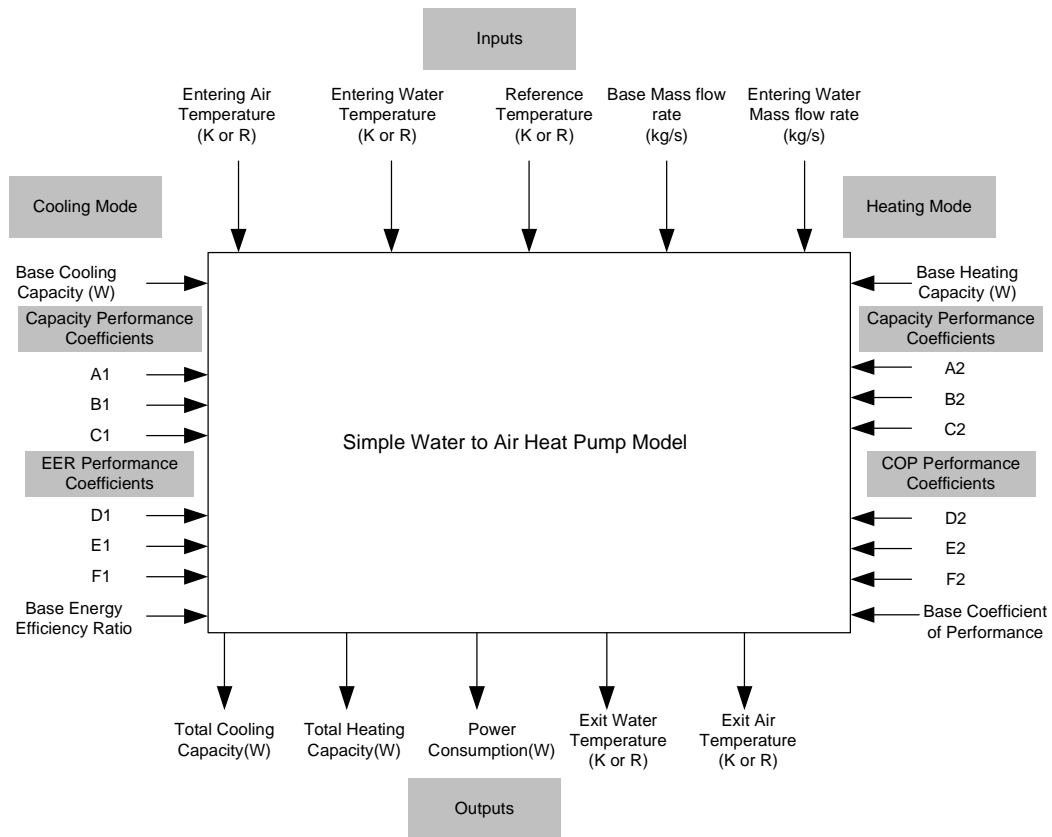 Inputs
Entering Air
Temperature
(K or R)
Entering Water
Temperature
(K or R)
Reference
Temperature
(K or R)
Base Mass flow
rate
(kg/s)
Entering Water
Mass flow rate
(kg/s)
Cooling Mode
Heating Mode
Base Cooling
Capacity (W)
Capacity Performance
Coefficients
A1
B1
C1
EER Performance
Coefficients
D1
E1
F1
Base Energy
Efficiency Ratio
Simple Water to Air Heat Pump Model
Base Heating
Capacity (W)
Capacity Performance
Coefficients
A2
B2
C2
COP Performance
Coefficients
D2
E2
F2
Base Coefficient
of Performance
Total Cooling
Capacity(W)
Total Heating
Capacity(W)
Power
Consumption(W)
Exit Water
Temperature
(K or R)
Exit Air
Temperature
(K or R)
Outputs